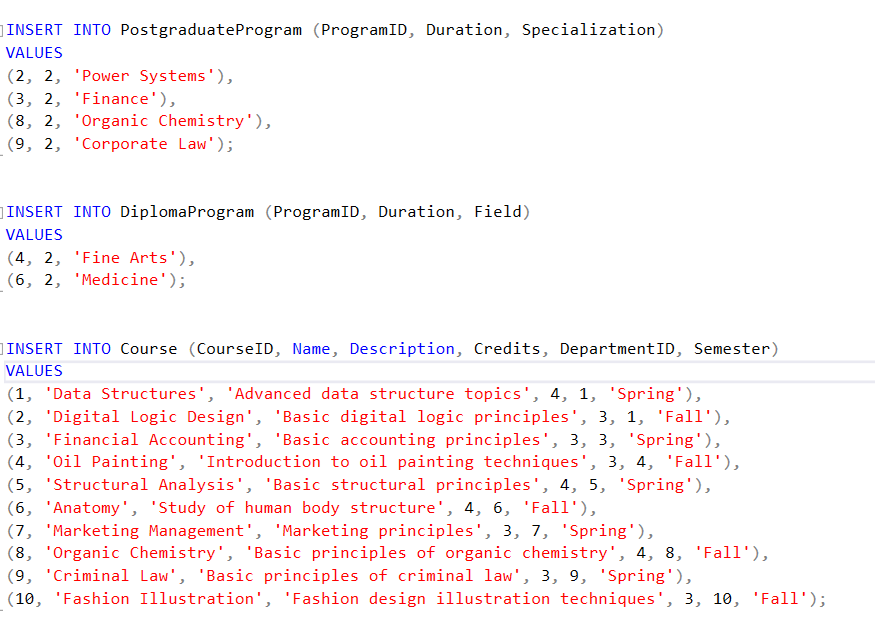 INSERT INTO PostgraduateProgram (ProgramID, Duration, Specialization)
VALUES
(2, 2, 'Power Systems'),
(3, 2, 'Finance'),
(8, 2, 'Organic Chemistry'),
(9, 2, 'Corporate Law');
INSERT INTO DiplomaProgram (ProgramID, Duration, Field)
VALUES
(4, 2, 'Fine Arts'),
(6, 2, 'Medicine');
INSERT INTO Course (CourseID, Name, Description, Credits, DepartmentID, Semester)
VALUES
(1, 'Data Structures', 'Advanced data structure topics', 4, 1, 'Spring'),
(2, 'Digital Logic Design', 'Basic digital logic principles', 3, 1, 'Fall'),
(3, 'Financial Accounting', 'Basic accounting principles', 3, 3, 'Spring'),
(4, 'Oil Painting', 'Introduction to oil painting techniques', 3, 4, 'Fall'),
(5, 'Structural Analysis', 'Basic structural principles', 4, 5, 'Spring'),
(6, 'Anatomy', 'Study of human body structure', 4, 6, 'Fall'),
(7, 'Marketing Management', 'Marketing principles', 3, 7, 'Spring'),
(8, 'Organic Chemistry', 'Basic principles of organic chemistry', 4, 8, 'Fall'),
(9, 'Criminal Law', 'Basic principles of criminal law', 3, 9, 'Spring'),
(10, 'Fashion Illustration', 'Fashion design illustration techniques', 3, 10, 'Fall');